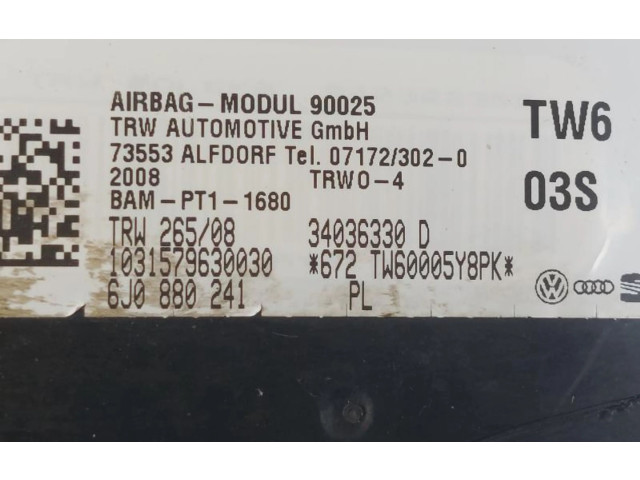 AIRBAG-MODUL 90025
TRW AUTOMOTIVE GmbH
73553 ALFDORF Tel. 07172/302-0
2008 TRWO-4
BAM-PT1-1680
TRW 265/08 34036330 D
1031579630030 *672 TW60005Y8PK*
6J0 880 241 PL
TW6
03S